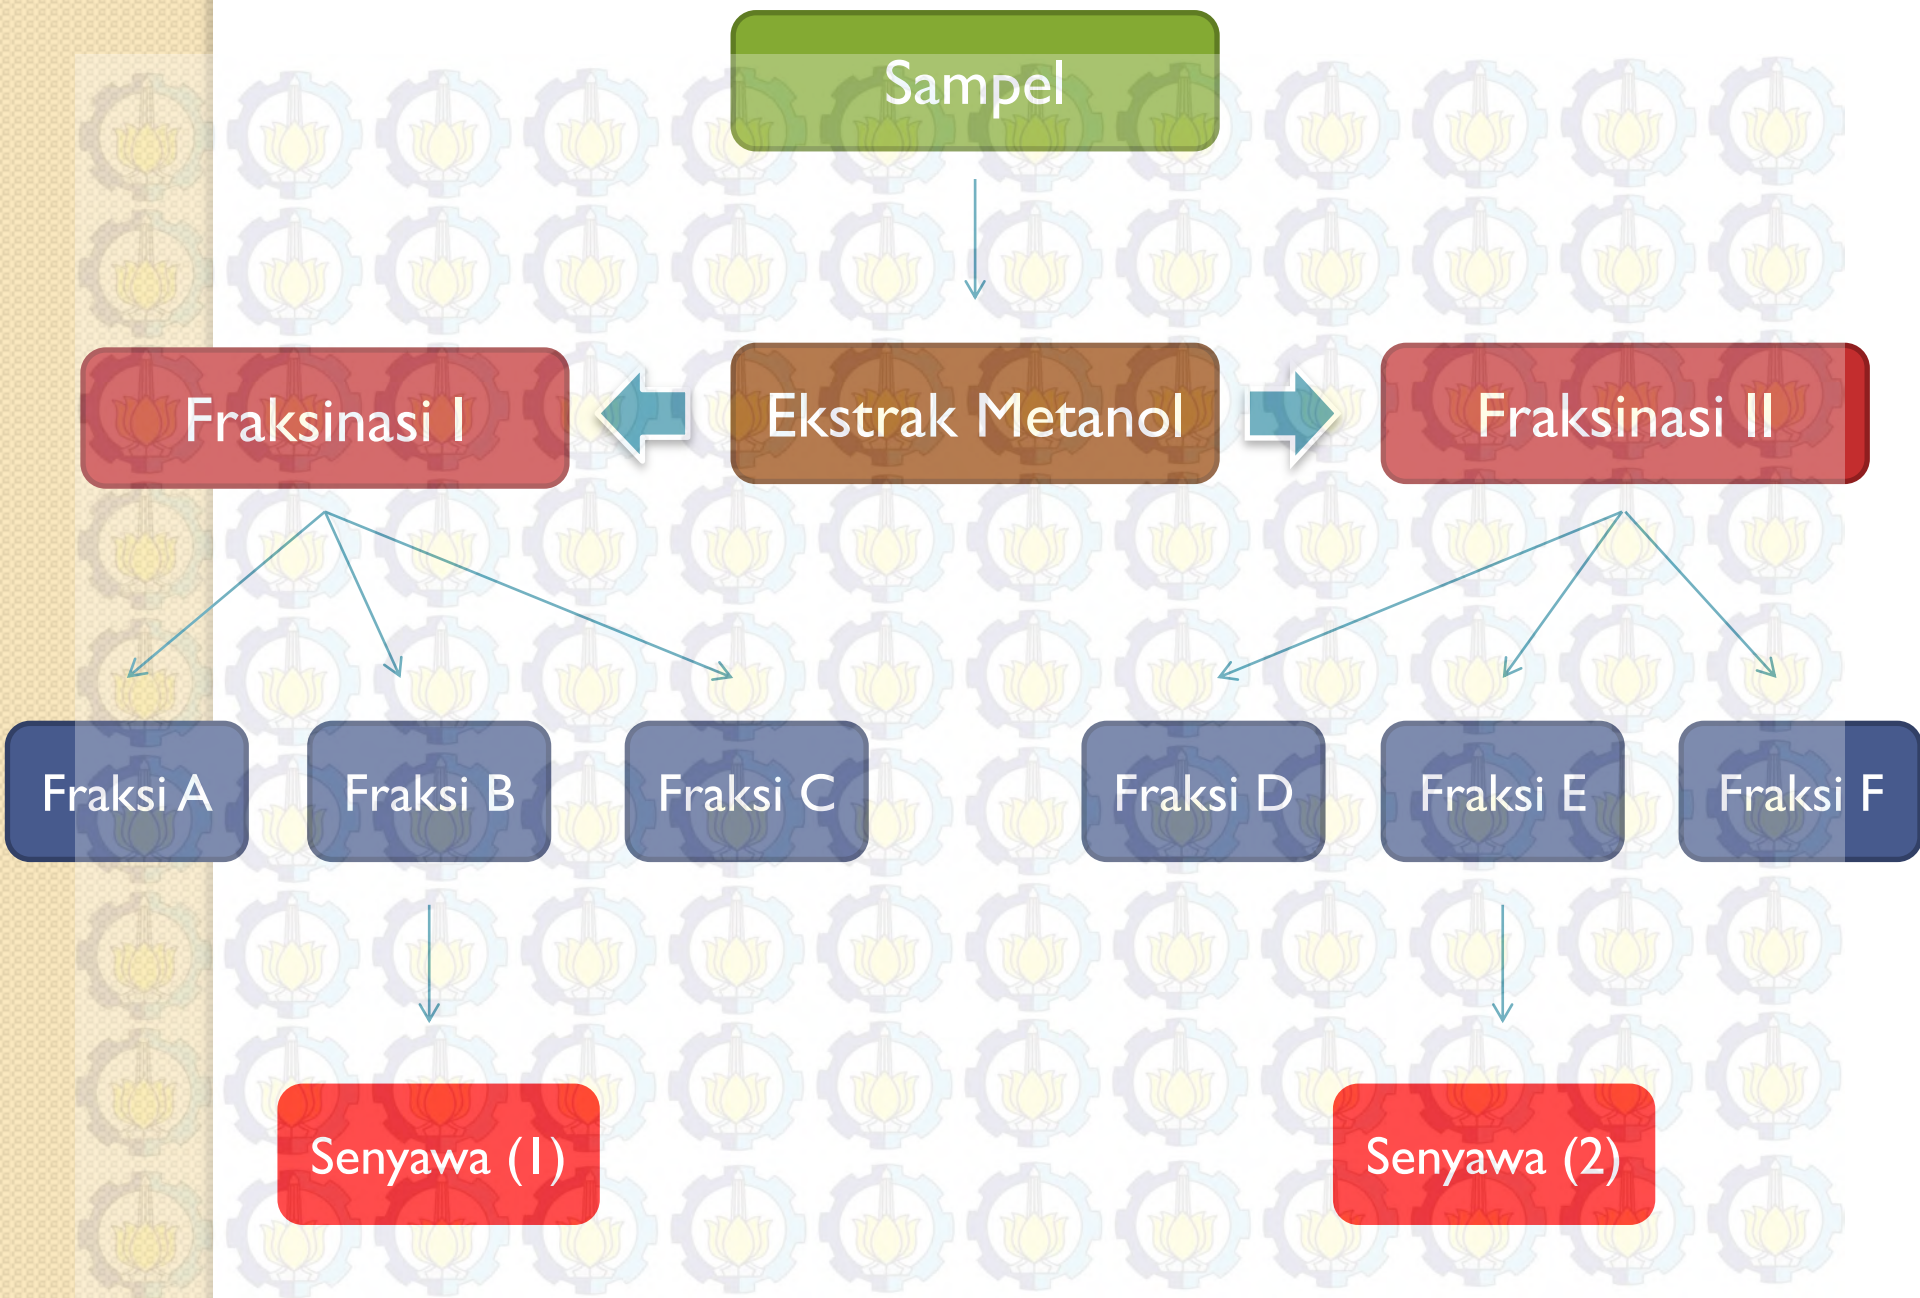 Sampel
Fraksinasi I
Ekstrak Metanol
Fraksinasi II
Fraksi A
Fraksi B
Fraksi C
Fraksi D
Fraksi E
Fraksi F
Senyawa (1)
Senyawa (2)